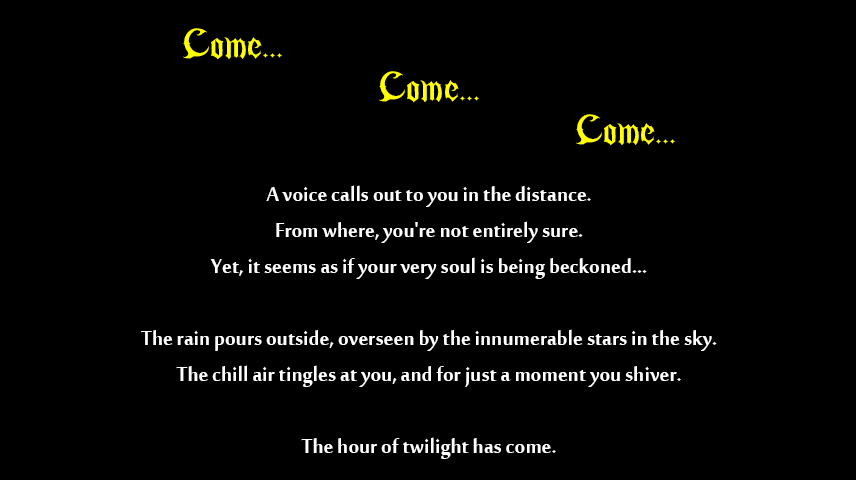 Come...
Come...
Come...
A voice calls out to you in the distance.
From where, you're not entirely sure.
Yet, it seems as if your very soul is being beckoned...
The rain pours outside, overseen by the innumerable stars in the sky.
The chill air tingles at you, and for just a moment you shiver.
The hour of twilight has come.